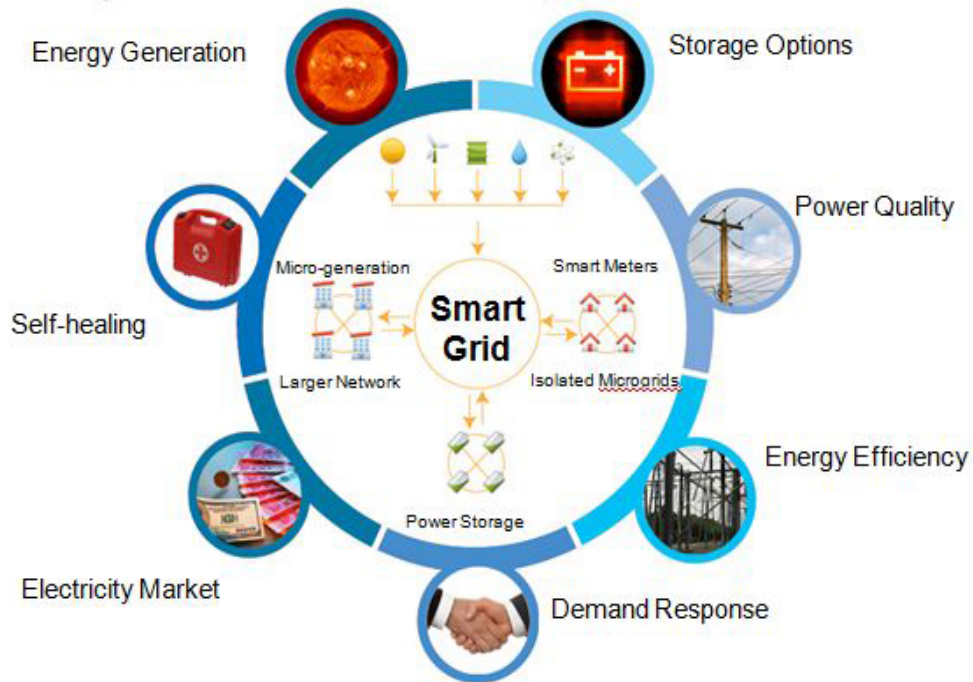 Energy Generation
Storage Options
Power Quality
Micro-generation
Smart Meters
Smart
Grid
Self-healing
Larger Network
Isolated Microgrids
Energy Efficiency
Power Storage
Electricity Market
Demand Response